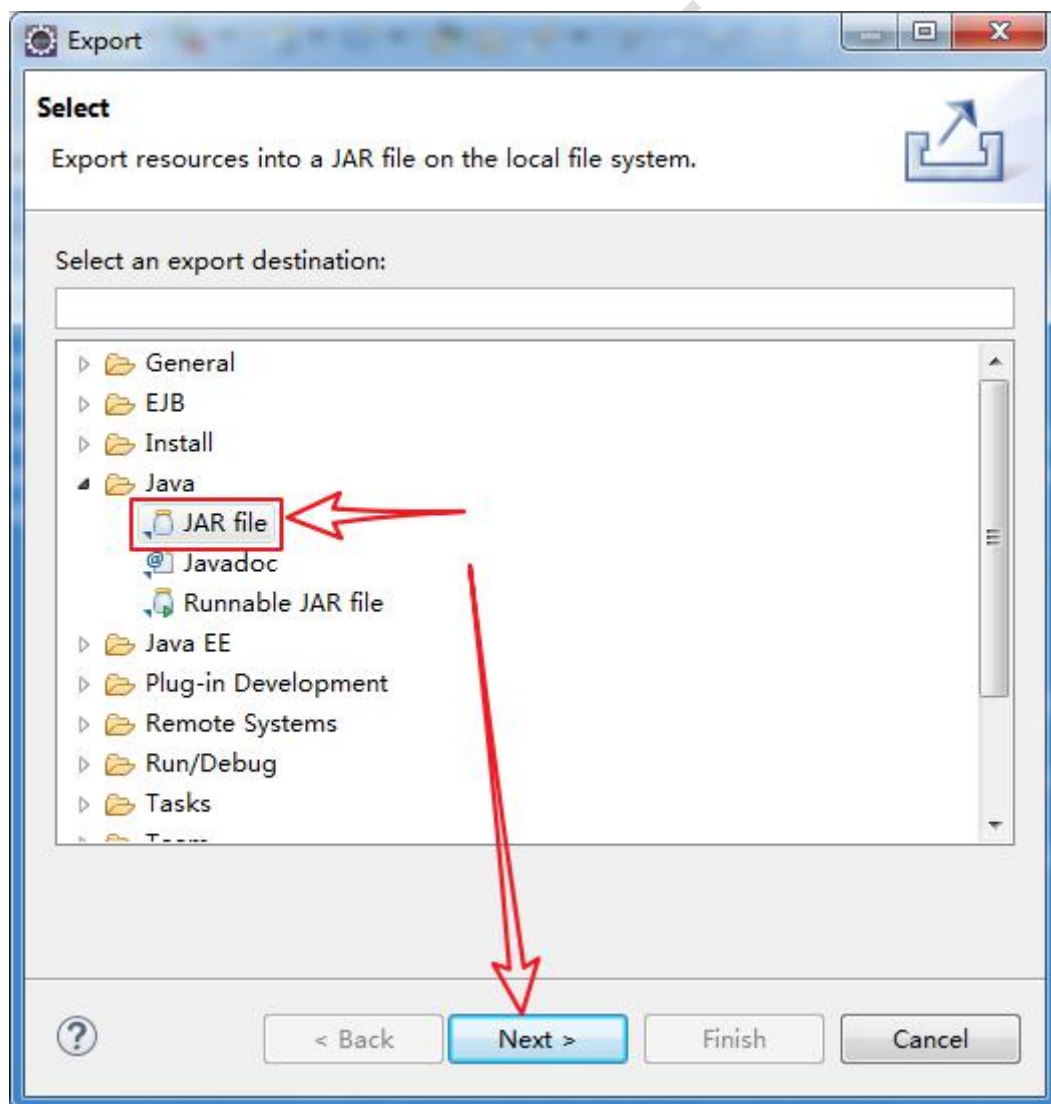 Export
Select
Export resources into a JAR file on the local file system.
Select an export destination:
General
EJB
Install
Java
JAR file
Javadoc
Runnable JAR file
Java EE
Plug-in Development
Remote Systems
Run/Debug
Tasks
< Back
Next >
Finish
Cancel